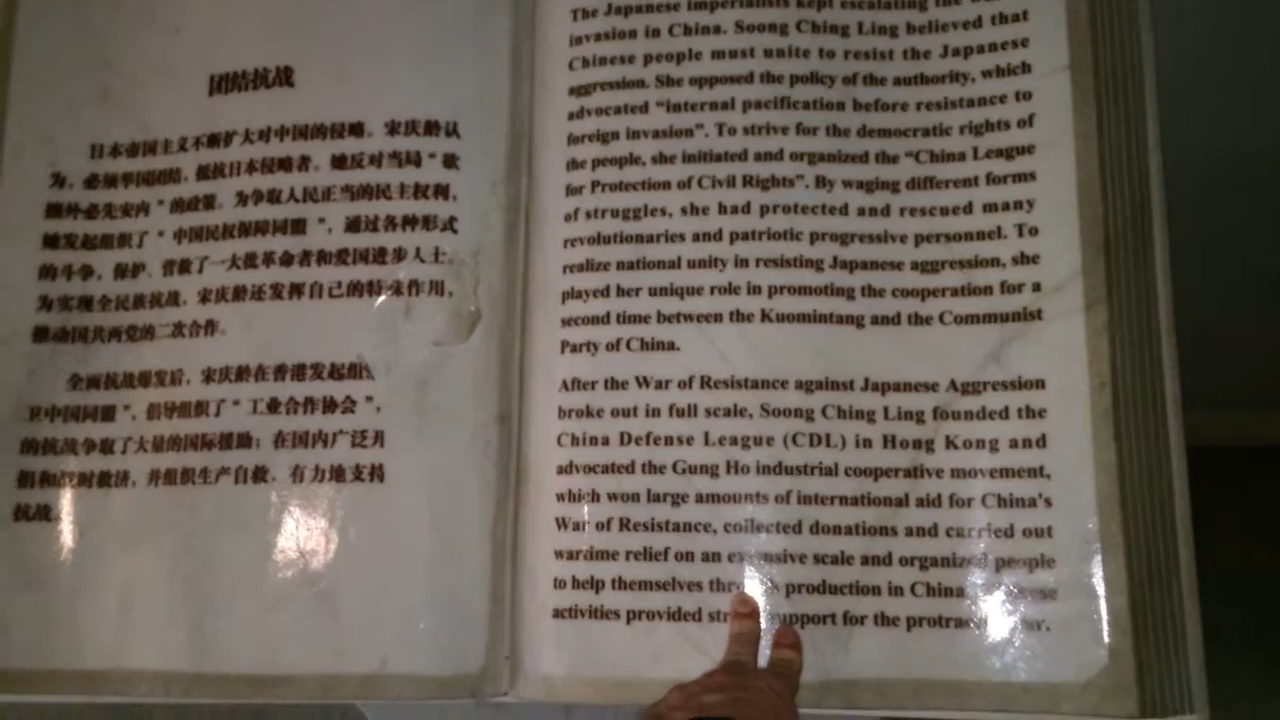 团结抗战
日本帝国主义不断扩大对中国的侵略。宋庆龄认
为，必须举国团结，抵抗日本侵略者。她反对当局“欲
攘外必先安内”的政策。为争取人民正当的民主权利，
她发起组织了“中国民权保障同盟”，通过各种形式
的斗争，保护、营救了一大批革命者和爱国进步人士。
为实现全民族抗战，宋庆龄还发挥自己的特殊作用，
推动国共两党的二次合作。
全面抗战爆发后，宋庆龄在香港发起组
卫中国同盟”，倡导组织了“工业合作协会”，
的抗战争取了大量的国际援助；在国内广泛
捐和战时救济，并组织生产自救，有力地支持
抗战
The Japanese imperialists kept escalating the
invasion in China. Soong Ching Ling believed that
Chinese people must unite to resist the Japanese
aggression. She opposed the policy of the authority, which
advocated “internal pacification before resistance to
foreign invasion”. To strive for the democratic rights of
the people, she initiated and organized the “China League
for Protection of Civil Rights”. By waging different forms
of struggles, she had protected and rescued many
revolutionaries and patriotic progressive personnel. To
realize national unity in resisting Japanese aggression, she
played her unique role in promoting the cooperation for a
second time between the Kuomintang and the Communist
Party of China.
After the War of Resistance against Japanese Aggression
broke out in full scale, Soong Ching Ling founded the
China Defense League (CDL) in Hong Kong and
advocated the Gung Ho industrial cooperative movement,
which won large amounts of international aid for China's
War of Resistance, collected donations and carried out
wartime relief on an extensive scale and organized people
to help themselves through production in China.
activities provided support for the